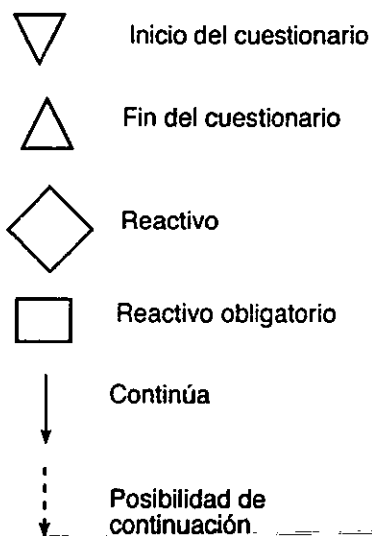 Inicio del cuestionario
Fin del cuestionario
Reactivo
Reactivo obligatorio
Continúa
Posibilidad de
continuación